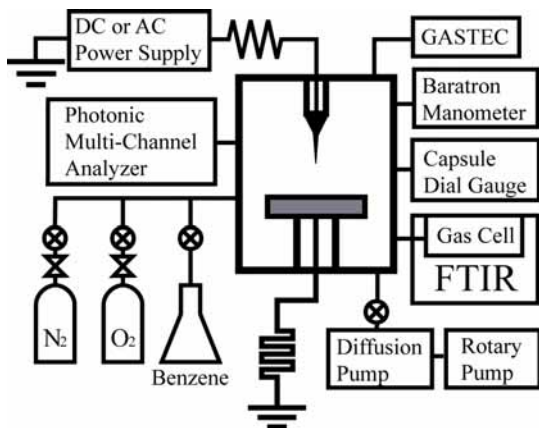 DC or AC
Power Supply
GASTEC
Baratron
Manometer
Photonic
Multi-Channel
Analyzer
Capsule
Dial Gauge
Gas Cell
FTIR
N2
O2
Benzene
Diffusion
Pump
Rotary
Pump